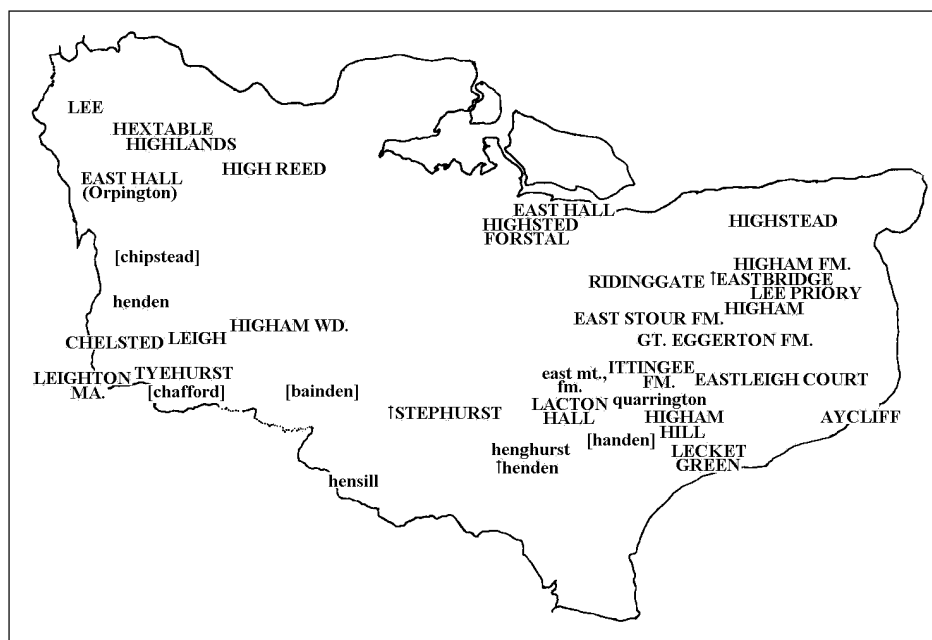 LEE
HEXTABLE
HIGHLANDS
HIGH REED
EAST HALL
(Orpington)
EAST HALL
HIGHSTED
FORSTAL
HIGHSTEAD
[chipstead]
HIGHAM FM.
RIDINGGATE
†EASTBRIDGE
LEE PRIORY
henden
HIGHAM
HIGHAM WD.
EAST STOUR FM.
CHELSTED
LEIGH
GT. EGGERTON FM.
LEIGHTON
MA.
TYEHURST
[chafford]
[bainden]
east mt.,
fm.
ITTINGEE
FM.
EASTLEIGH COURT
†STEPHURST
LACTON
HALL
quarrington
HIGHAM
HILL
AYCLIFF
[handen]
henghurst
†henden
LECKET
GREEN
hensill